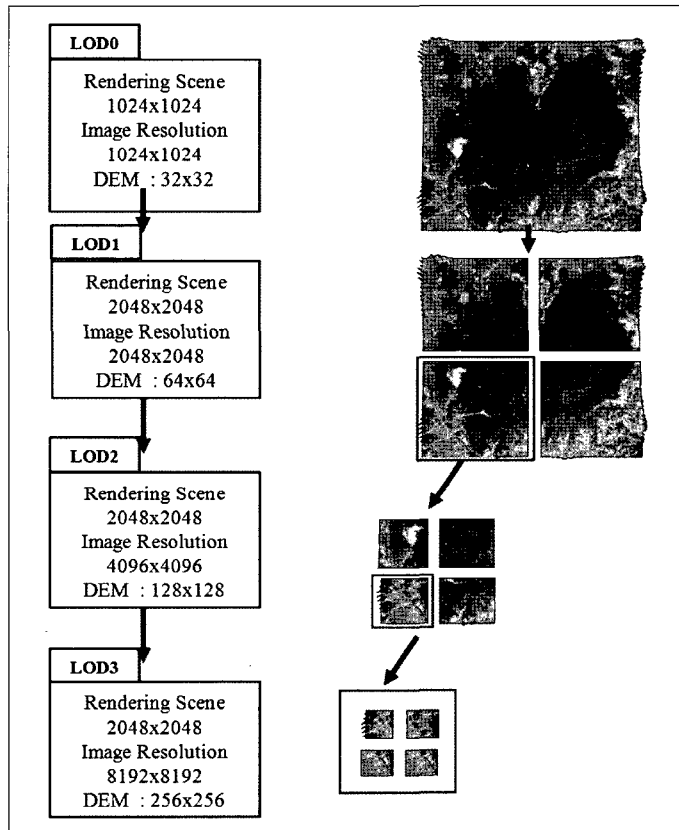 LOD0
Rendering Scene
1024x1024
Image Resolution
1024x1024
DEM : 32x32
LOD1
Rendering Scene
2048x2048
Image Resolution
2048x2048
DEM : 64x64
LOD2
Rendering Scene
2048x2048
Image Resolution
4096x4096
DEM : 128x128
LOD3
Rendering Scene
2048x2048
Image Resolution
8192x8192
DEM : 256x256